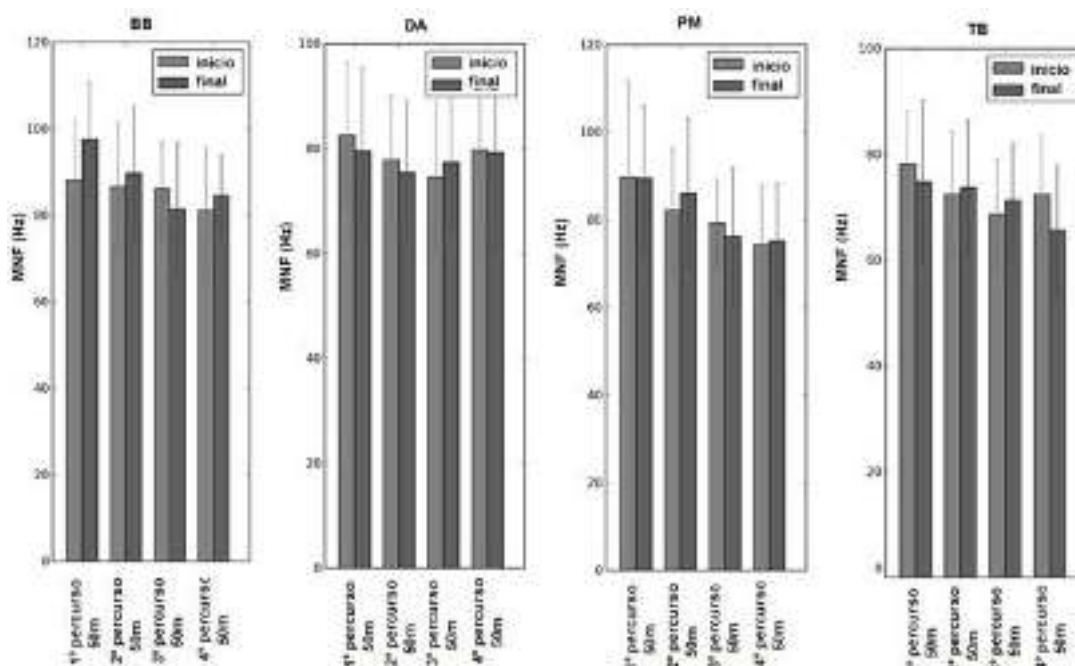 BB
120
100
80
60
40
20
0
MNF (Hz)
início
final
1º percurso
50m
2º percurso
50m
3º percurso
50m
4º percurso
50m
DA
100
80
60
40
20
0
MNF (Hz)
início
final
1º percurso
50m
2º percurso
50m
3º percurso
50m
4º percurso
50m
PM
120
100
80
60
40
20
0
MNF (Hz)
início
final
1º percurso
50m
2º percurso
50m
3º percurso
50m
4º percurso
50m
TB
100
80
60
40
20
0
MNF (Hz)
início
final
percurso
50m
percurso
50m
percurso
50m
percurso
50m